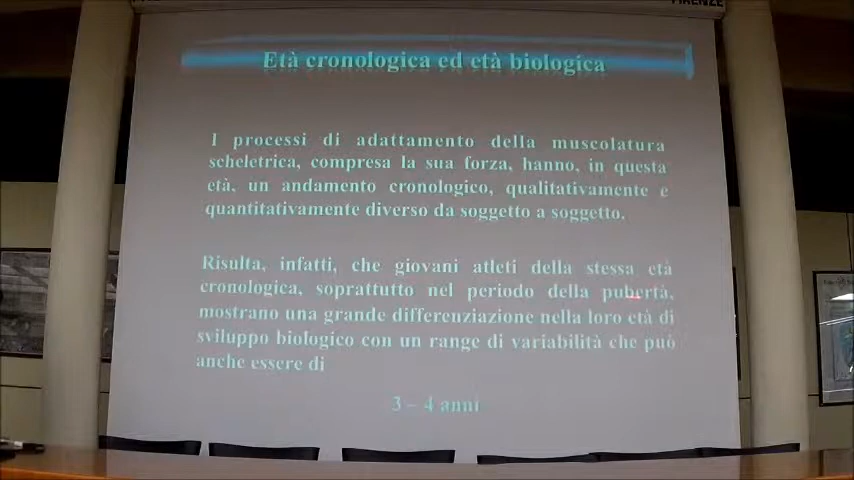 FIRENZE
Età cronologica ed età biologica
I processi di adattamento della muscolatura
scheletrica, compresa la sua forza, hanno, in questa
età, un andamento cronologico, qualitativamente e
quantitativamente diverso da soggetto a soggetto.
Risulta, infatti, che giovani atleti della stessa età
cronologica, soprattutto nel periodo della pubertà,
mostrano una grande differenziazione nella loro età di
sviluppo biologico con un range di variabilità che può
anche essere di
3 – 4 anni